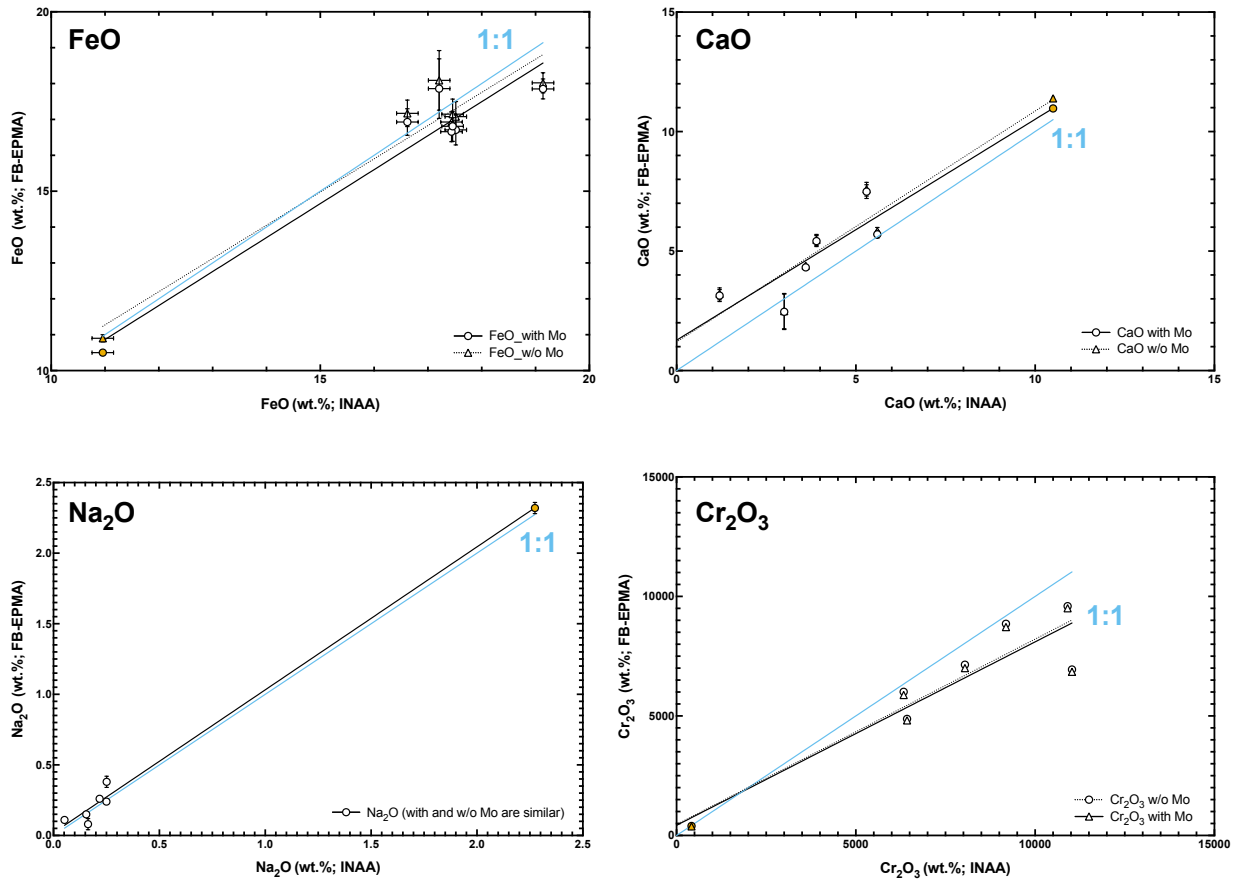 FeO
1:1
20
15
10
10
15
20
FeO (wt.%; FB-EPMA)
FeO (wt.%; INAA)
FeO_with Mo
FeO_w/o Mo
CaO
1:1
15
10
5
0
0
5
10
15
CaO (wt.%; FB-EPMA)
CaO (wt.%; INAA)
CaO with Mo
CaO w/o Mo
Na₂O
1:1
2.5
2.0
1.5
1.0
0.5
0.0
0.0
0.5
1.0
1.5
2.0
2.5
Na₂O (wt.%; FB-EPMA)
Na₂O (wt.%; INAA)
Na₂O (with and w/o Mo are similar)
Cr₂O₃
1:1
15000
10000
5000
0
0
5000
10000
15000
Cr₂O₃ (wt.%; FB-EPMA)
Cr₂O₃ (wt.%; INAA)
Cr₂O₃ w/o Mo
Cr₂O₃ with Mo